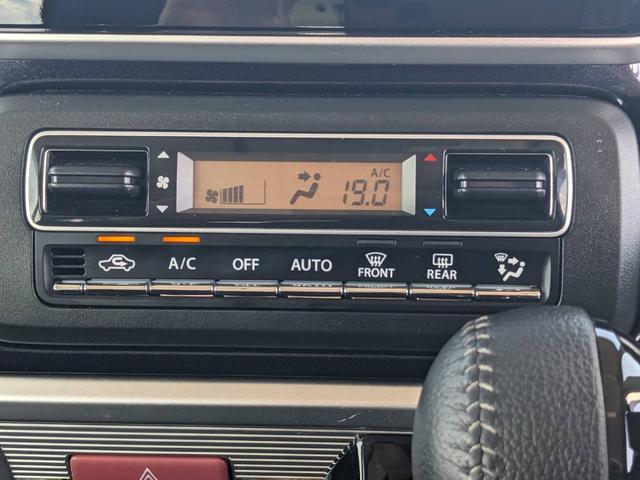 A/C
19.0
A/C OFF AUTO FRONT REAR